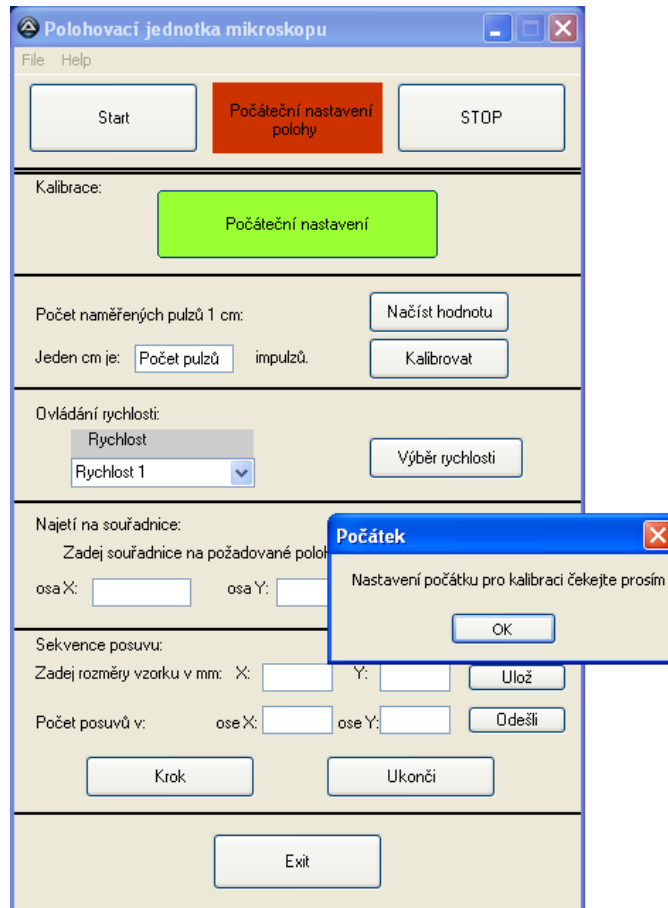 Polohovací jednotka mikroskopu
File Help
Start
Počáteční nastavení
polohy
STOP
Kalibrace:
Počáteční nastavení
Počet naměřených pulzů 1 cm:
Načíst hodnotu
Jeden cm je: Počet pulzů impulzů.
Kalibrovat
Ovládání rychlosti:
Rychlost
Rychlost 1
Výběr rychlosti
Najetí na souřadnice:
Zadej souřadnice na požadované
osa X: osa Y:
Počátek
Nastavení počátku pro kalibraci čekejte prosím
OK
Sekvence posuvu:
Zadej rozměry vzorku v mm: X: Y: Ulož
Počet posuvů v: ose X: ose Y: Odešli
Krok Ukonči
Exit